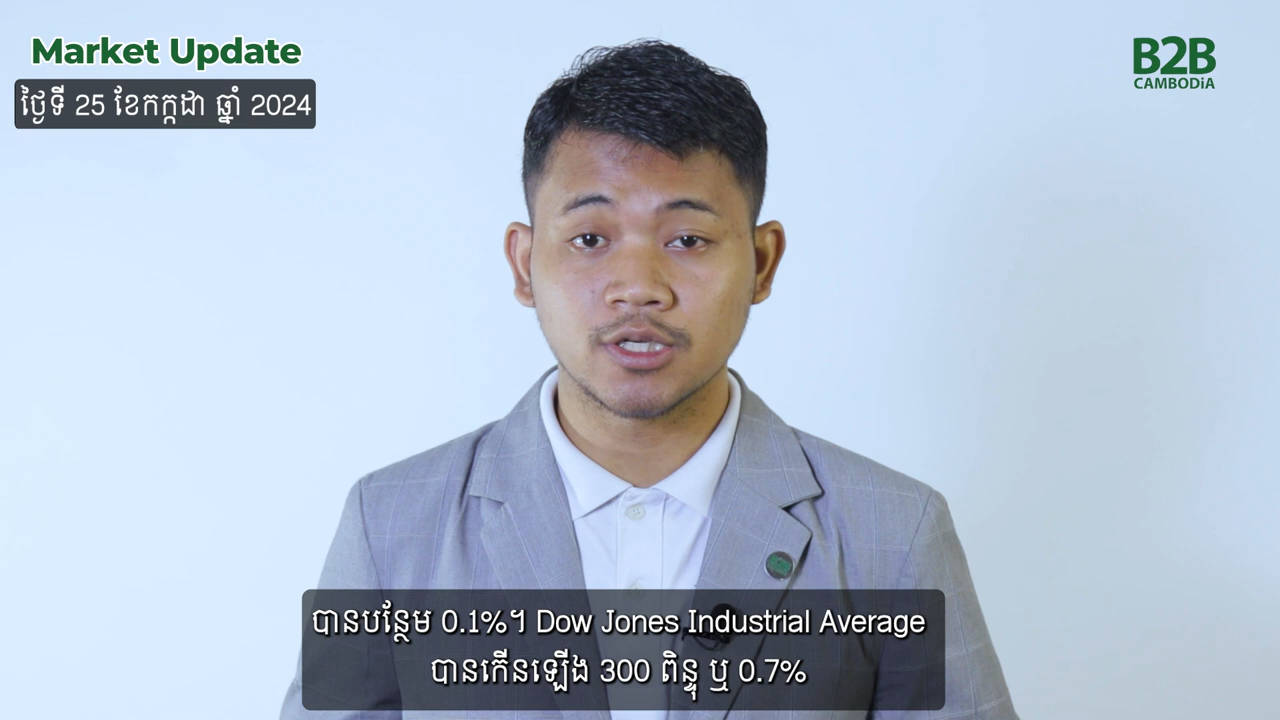 Market Update
ថ្ងៃទី 25 ខែកក្កដា ឆ្នាំ 2024
B2B
CAMBODiA
បានបន្ថែម 0.1%។ Dow Jones Industrial Average
បានកើនឡើង 300 ពិន្ទុ ឬ 0.7%